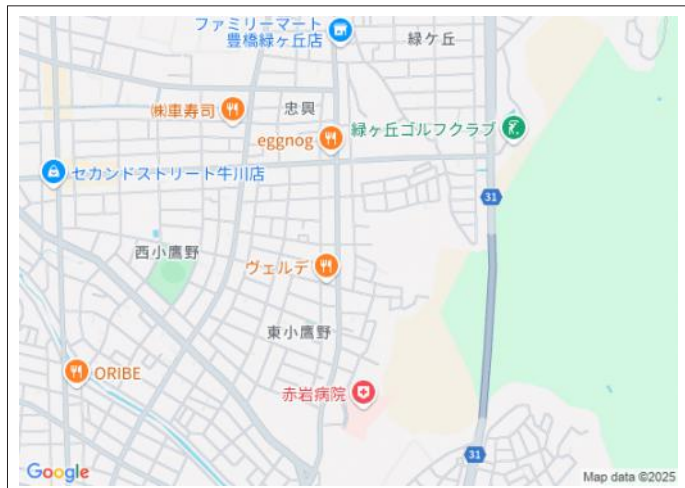 ファミリーマート
豊橋緑ヶ丘店
緑ケ丘
㈱車寿司
忠興
eggnog
緑ヶ丘ゴルフクラブ
セカンドストリート牛川店
31
西小鷹野
ヴェルデ
東小鷹野
ORIBE
赤岩病院
31
Google
Map data ©2025